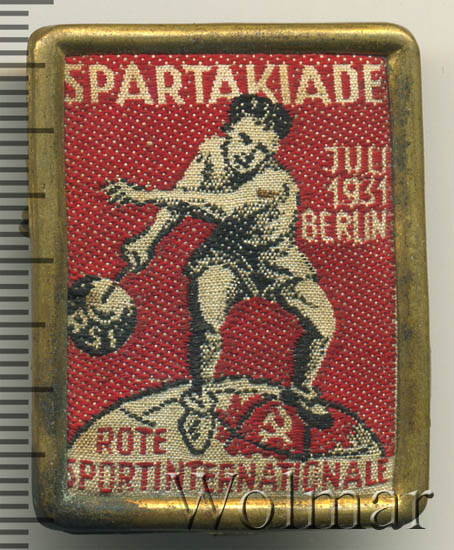 SPARTAKIADE
JULI
1931
BERLIN
ROTE
SPORTINTERNATIONALE
Wolmar